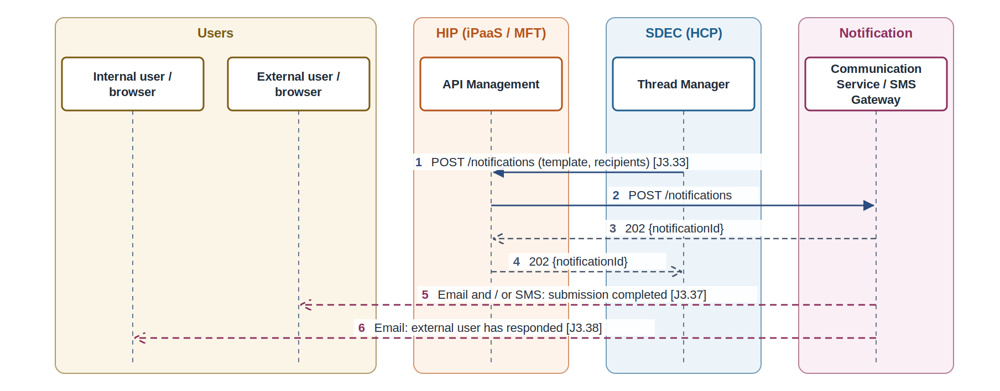 Users
HIP (iPaaS / MFT)
SDEC (HCP)
Notification
Internal user /
browser
External user /
browser
API Management
Thread Manager
Communication
Service / SMS
Gateway
1 POST /notifications (template, recipients) [J3.33]
2 POST /notifications
3 202 {notificationId}
4 202 {notificationId}
5 Email and / or SMS: submission completed [J3.37]
6 Email: external user has responded [J3.38]